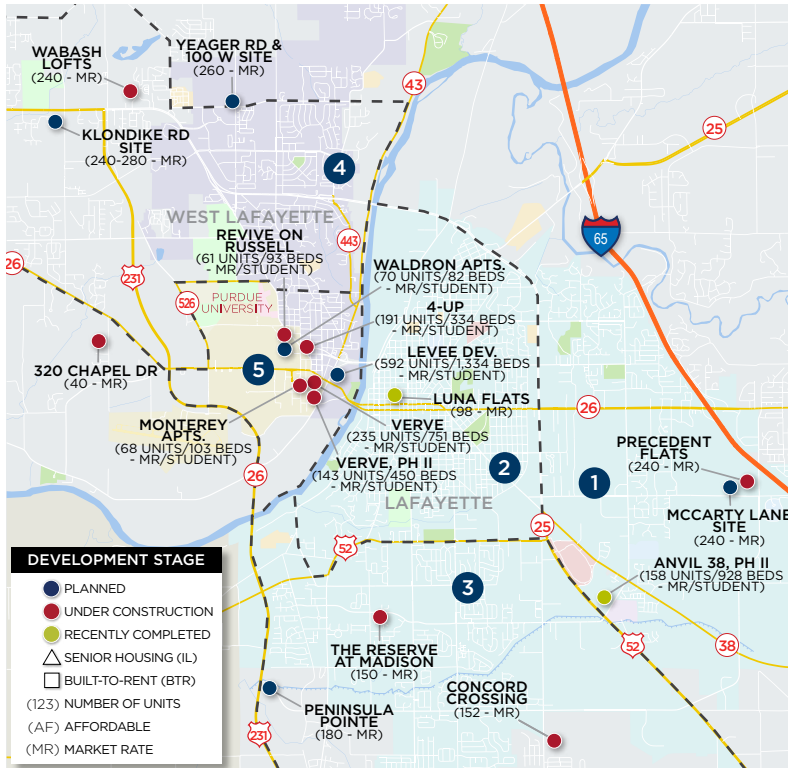 WABASH
LOFTS
(240 - MR)
YEAGER RD &
100 W SITE
(260 - MR)
43
25
KLONDIKE RD
SITE
(240-280 - MR)
4
WEST LAFAYETTE
REVIVE ON
RUSSELL
(61 UNITS/93 BEDS
- MR/STUDENT)
443
65
26
231
WALDRON APTS.
(70 UNITS/82 BEDS
- MR/STUDENT)
526
PURDUE
UNIVERSITY
4-UP
(191 UNITS/334 BEDS
- MR/STUDENT)
320 CHAPEL DR
(40 - MR)
5
LEVEE DEV.
(592 UNITS/1,334 BEDS
- MR/STUDENT)
LUNA FLATS
(98 - MR)
26
MONTEREY
APTS.
(68 UNITS/103 BEDS
- MR/STUDENT)
VERVE
(235 UNITS/751 BEDS
- MR/STUDENT)
PRECEDENT
FLATS
(240 - MR)
26
VERVE, PH II
(143 UNITS/450 BEDS
- MR/STUDENT)
2
1
LAFAYETTE
MCCARTY LANE
SITE
(240 - MR)
25
52
ANVIL 38, PH II
(158 UNITS/928 BEDS
- MR/STUDENT)
3
DEVELOPMENT STAGE
PLANNED
UNDER CONSTRUCTION
RECENTLY COMPLETED
SENIOR HOUSING (IL)
BUILT-TO-RENT (BTR)
(123) NUMBER OF UNITS
(AF) AFFORDABLE
(MR) MARKET RATE
THE RESERVE
AT MADISON
(150 - MR)
52
38
PENINSULA
POINTE
(180 - MR)
CONCORD
CROSSING
(152 - MR)
231